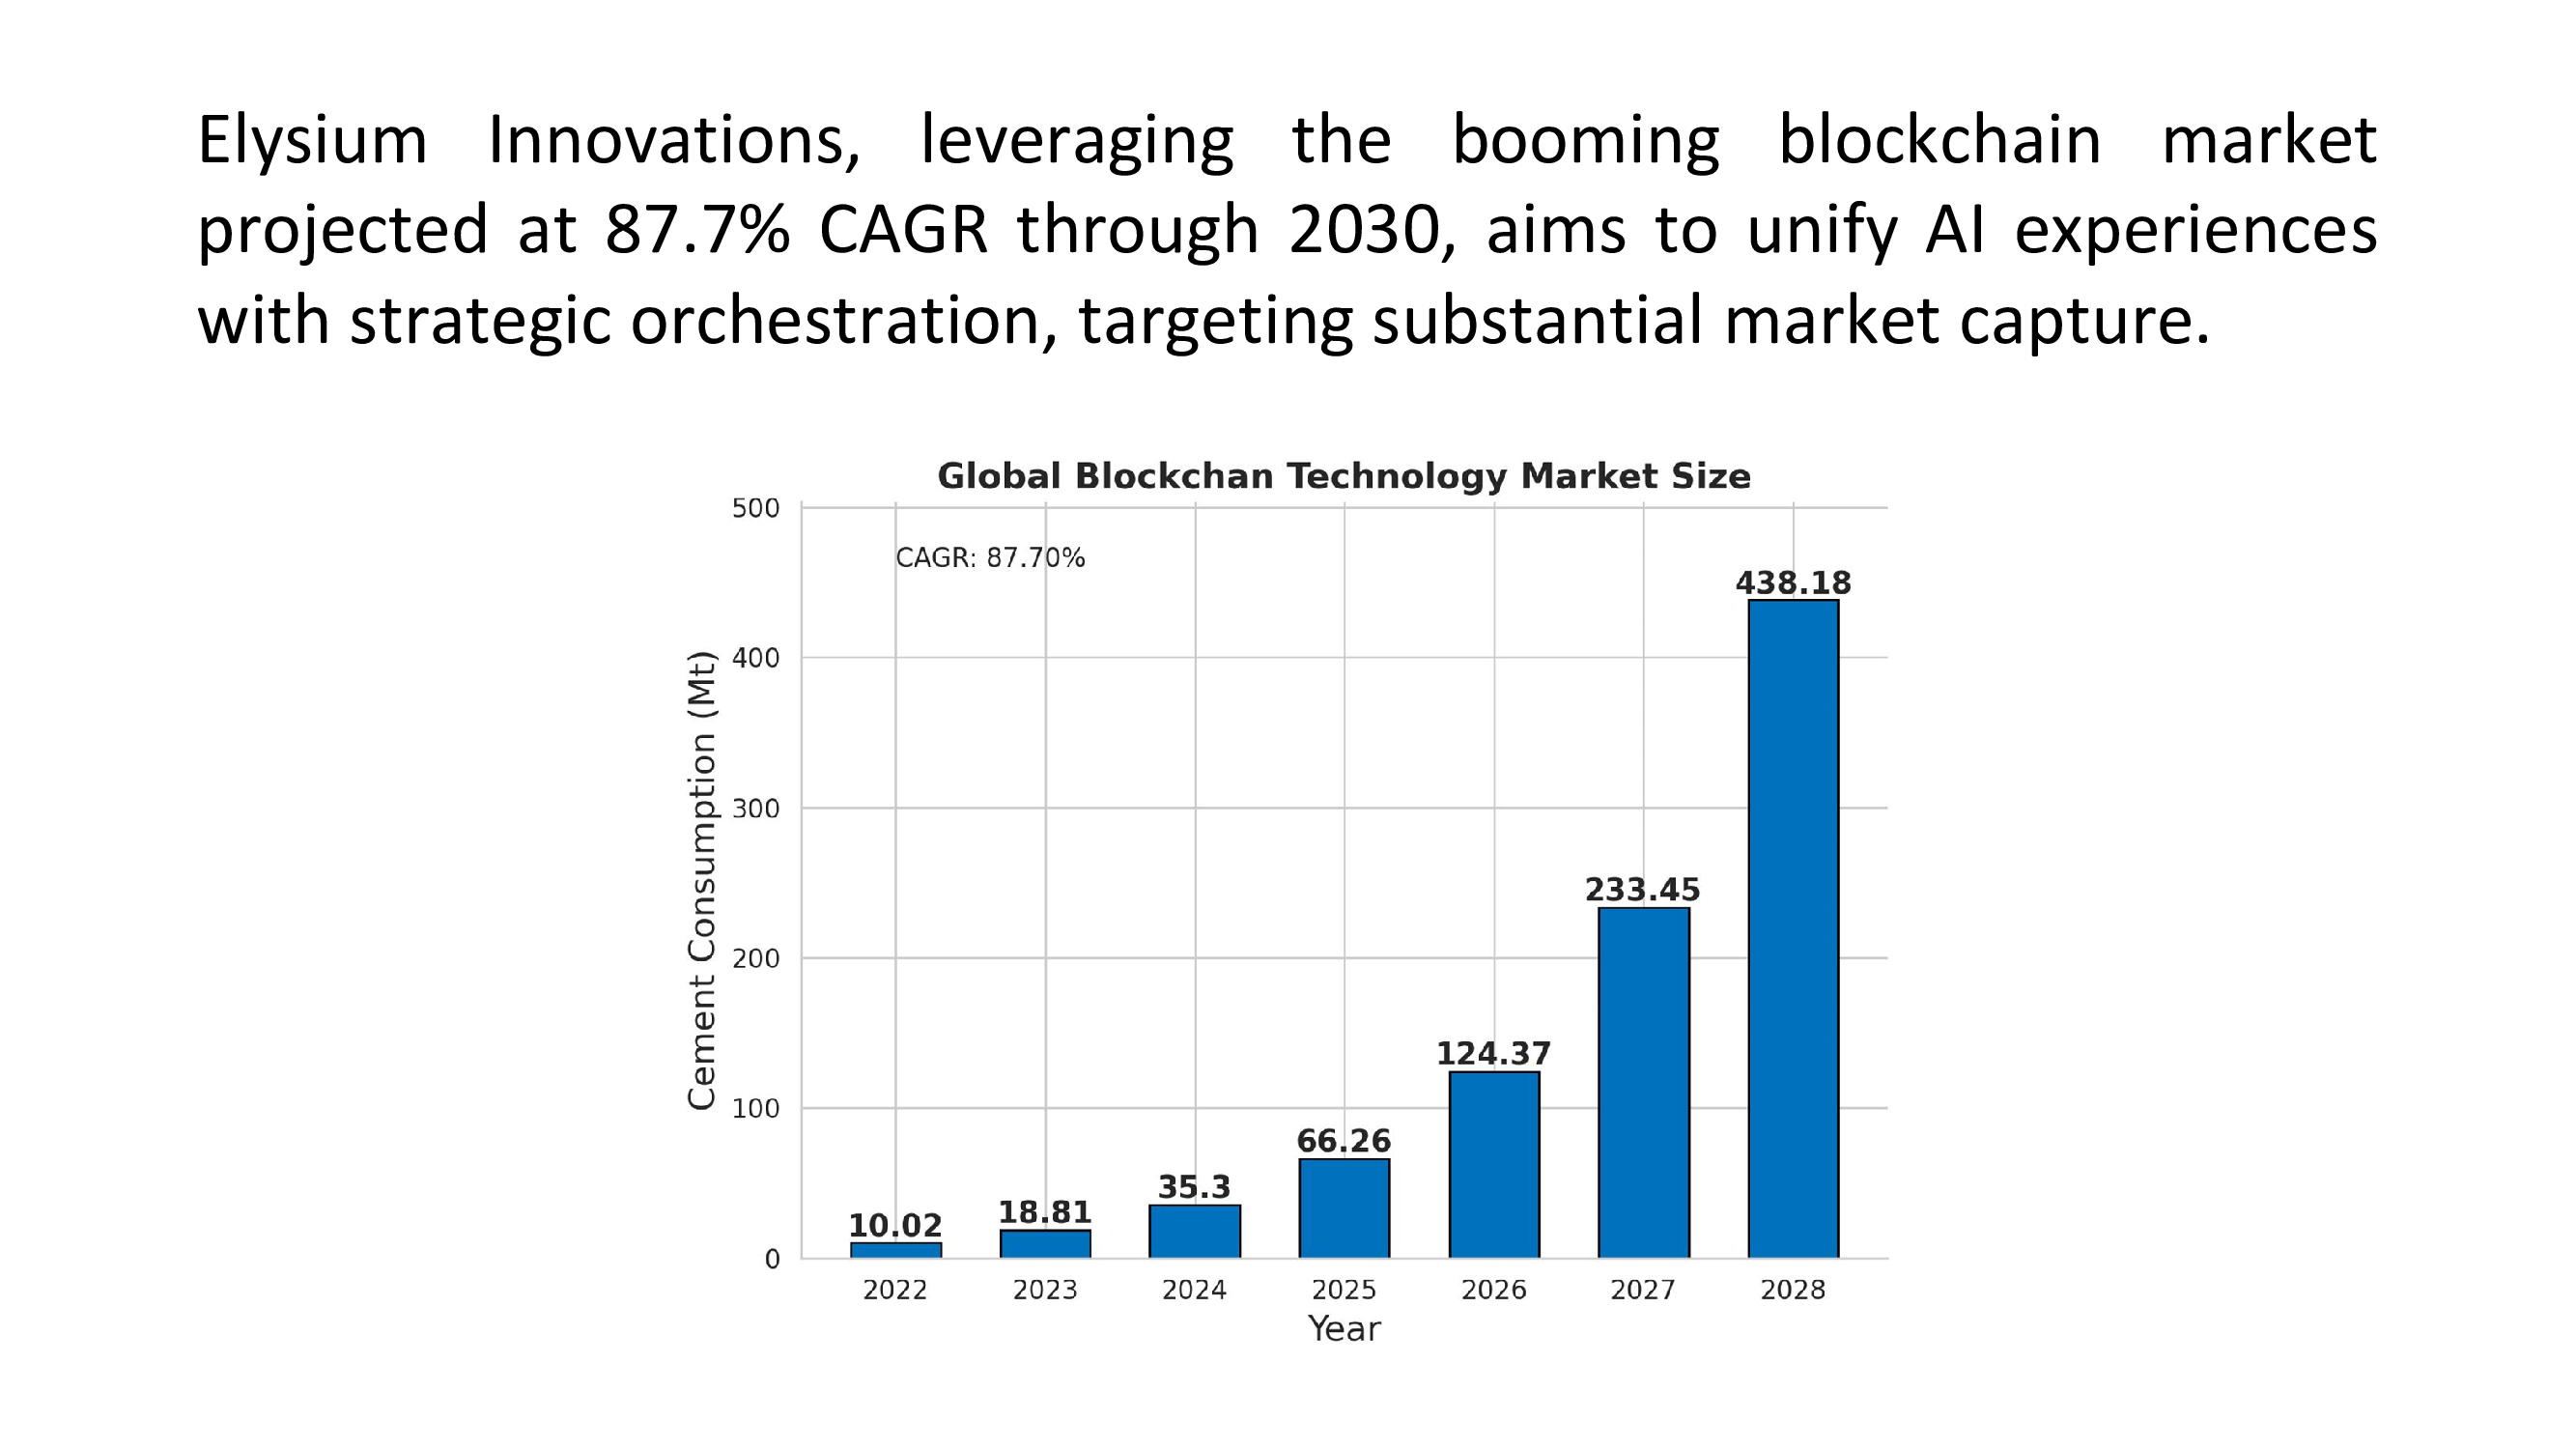 Elysium Innovations, leveraging the booming blockchain market
projected at 87.7% CAGR through 2030, aims to unify AI experiences
with strategic orchestration, targeting substantial market capture.
Global Blockchan Technology Market Size
CAGR: 87.70%
Cement Consumption (Mt)
500
400
300
200
100
0
10.02
18.81
35.3
66.26
124.37
233.45
438.18
2022 2023 2024 2025 2026 2027 2028
Year